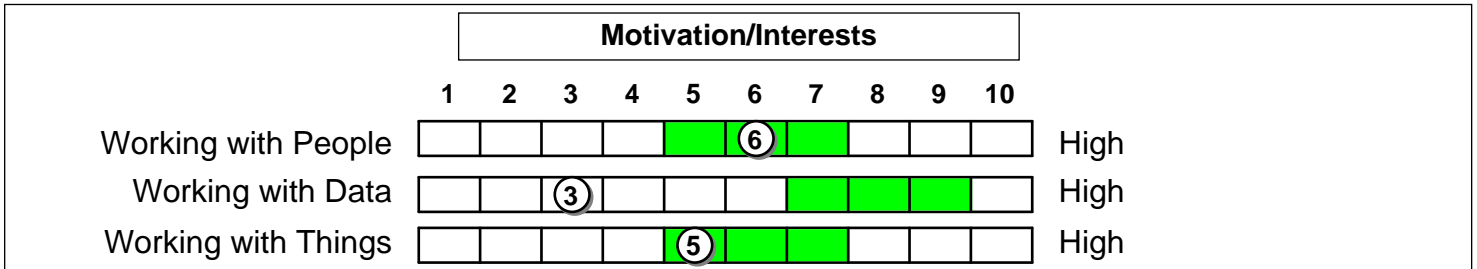 Motivation/Interests
1 2 3 4 5 6 7 8 9 10
Working with People 6 High
Working with Data 3 High
Working with Things 5 High